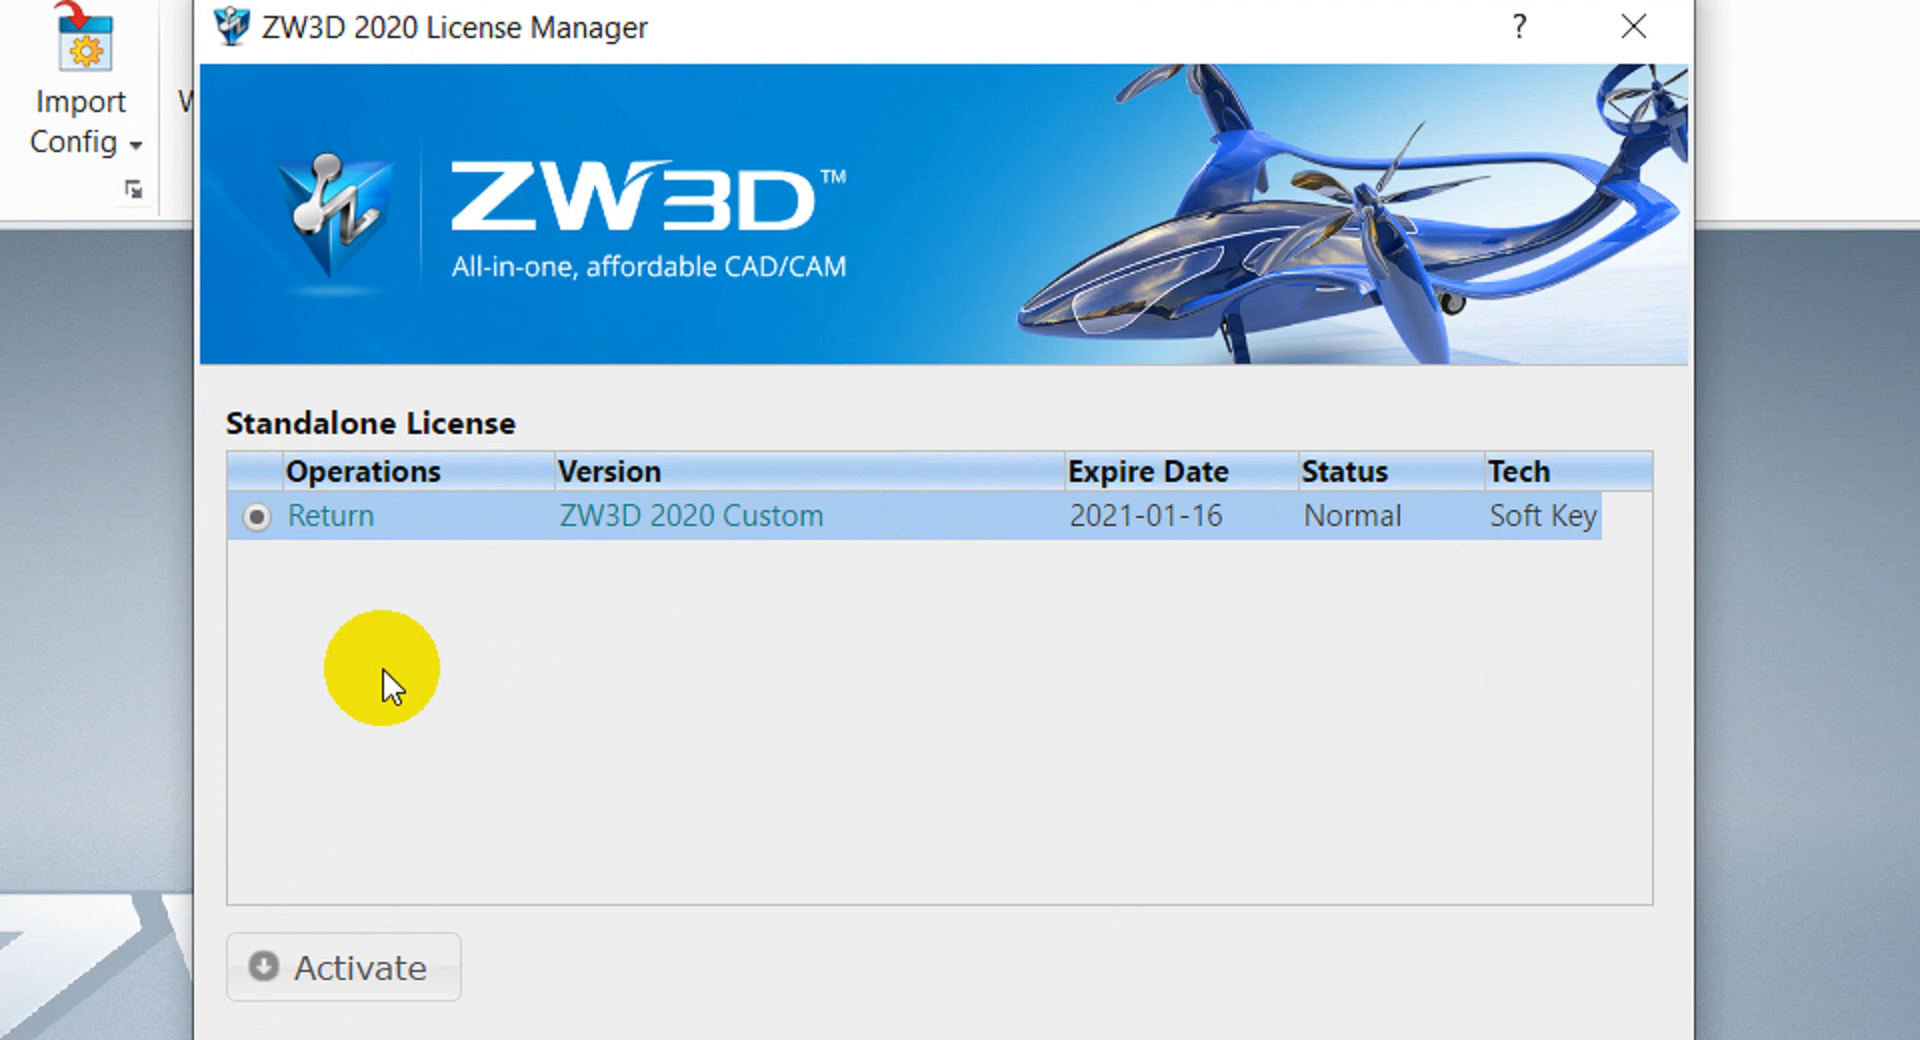 ZW3D 2020 License Manager
?
Import
Config
ZW3D™
All-in-one, affordable CAD/CAM
Standalone License
Operations Version Expire Date Status Tech
Return ZW3D 2020 Custom 2021-01-16 Normal Soft Key
Activate